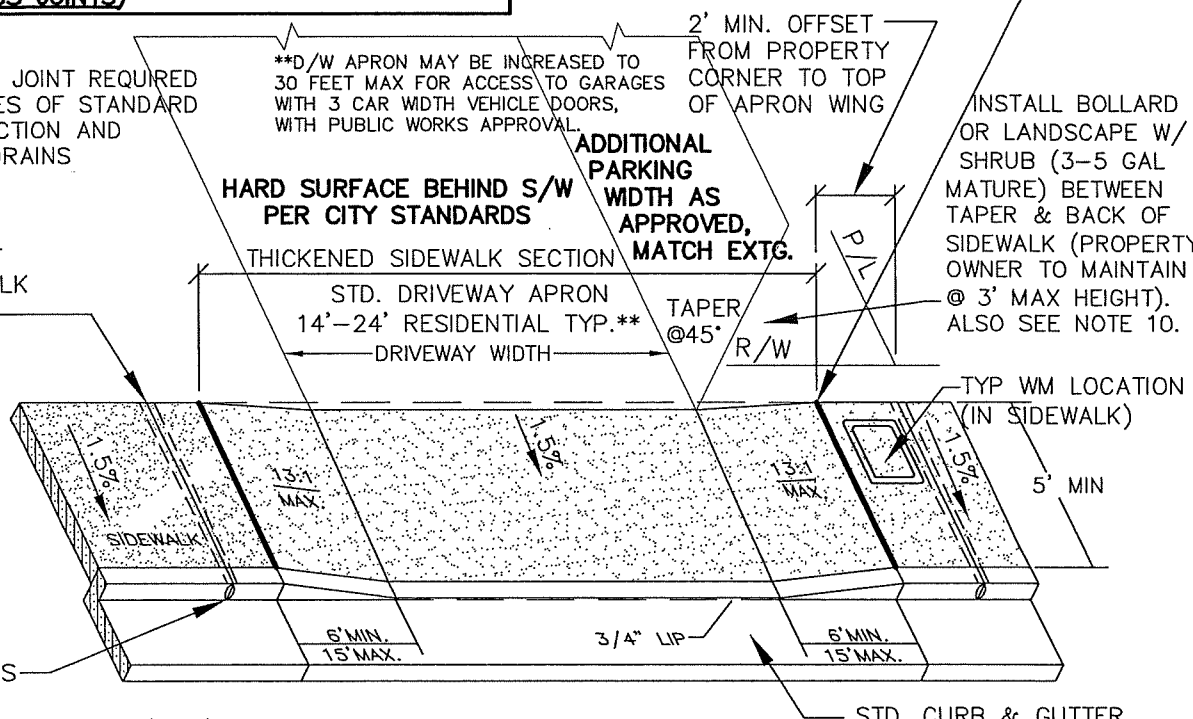 JOINTS)
2' MIN. OFFSET
FROM PROPERTY
CORNER TO TOP
OF APRON WING
**D/W APRON MAY BE INCREASED TO
30 FEET MAX FOR ACCESS TO GARAGES
WITH 3 CAR WIDTH VEHICLE DOORS,
WITH PUBLIC WORKS APPROVAL.
JOINT REQUIRED
ES OF STANDARD
CTION AND
DRAINS
INSTALL BOLLARD
OR LANDSCAPE W/
SHRUB (3-5 GAL
MATURE) BETWEEN
TAPER & BACK OF
SIDEWALK (PROPERTY
OWNER TO MAINTAIN
@ 3' MAX HEIGHT).
ALSO SEE NOTE 10.
ADDITIONAL
PARKING
WIDTH AS
APPROVED,
MATCH EXTG.
HARD SURFACE BEHIND S/W
PER CITY STANDARDS
THICKENED SIDEWALK SECTION
LK
STD. DRIVEWAY APRON
14'-24' RESIDENTIAL TYP.**
DRIVEWAY WIDTH
TAPER
@45°
P/L
R/W
TYP WM LOCATION
(IN SIDEWALK)
1.5%
1.5%
1.5%
13:1
MAX.
13:1
MAX.
5' MIN
SIDEWALK
6'MIN.
15'MAX.
3/4" LIP
6'MIN.
15'MAX.
S
STD. CURB & GUTTER